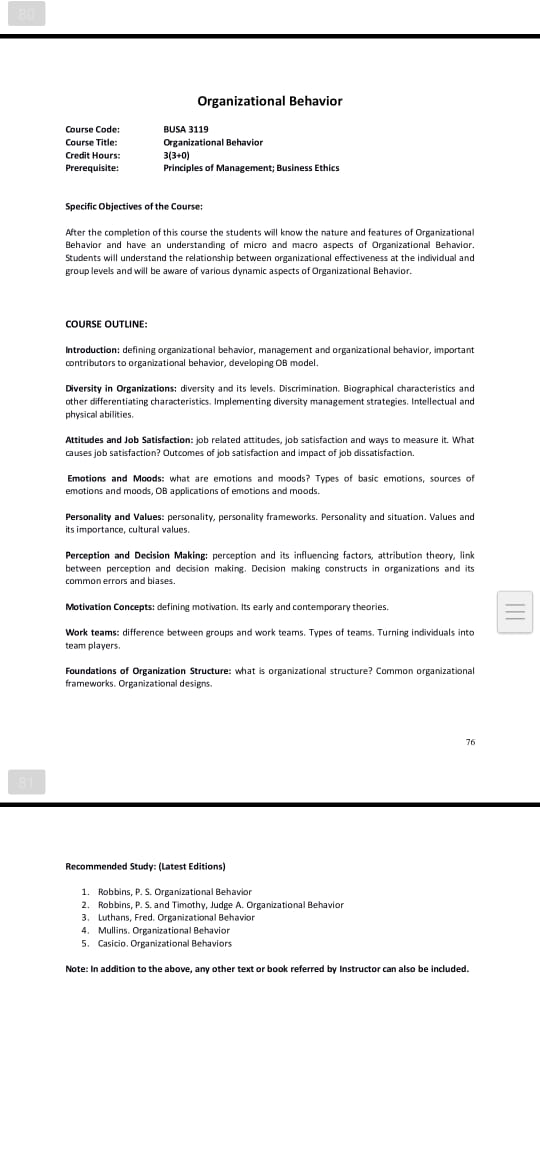 80
Organizational Behavior
Course Code: BUSA 3119
Course Title: Organizational Behavior
Credit Hours: 3(3+0)
Prerequisite: Principles of Management; Business Ethics
Specific Objectives of the Course:
After the completion of this course the students will know the nature and features of Organizational
Behavior and have an understanding of micro and macro aspects of Organizational Behavior.
Students will understand the relationship between organizational effectiveness at the individual and
group levels and will be aware of various dynamic aspects of Organizational Behavior.
COURSE OUTLINE:
Introduction: defining organizational behavior, management and organizational behavior, important
contributors to organizational behavior, developing OB model.
Diversity in Organizations: diversity and its levels. Discrimination. Biographical characteristics and
other differentiating characteristics. Implementing diversity management strategies. Intellectual and
physical abilities.
Attitudes and Job Satisfaction: job related attitudes, job satisfaction and ways to measure it. What
causes job satisfaction? Outcomes of job satisfaction and impact of job dissatisfaction.
Emotions and Moods: what are emotions and moods? Types of basic emotions, sources of
emotions and moods, OB applications of emotions and moods.
Personality and Values: personality, personality frameworks. Personality and situation. Values and
its importance, cultural values.
Perception and Decision Making: perception and its influencing factors, attribution theory, link
between perception and decision making. Decision making constructs in organizations and its
common errors and biases.
Motivation Concepts: defining motivation. Its early and contemporary theories.
Work teams: difference between groups and work teams. Types of teams. Turning individuals into
team players.
Foundations of Organization Structure: what is organizational structure? Common organizational
frameworks. Organizational designs.
76
81
Recommended Study: (Latest Editions)
1. Robbins, P. S. Organizational Behavior
2. Robbins, P. S. and Timothy, Judge A. Organizational Behavior
3. Luthans, Fred. Organizational Behavior
4. Mullins. Organizational Behavior
5. Casicio. Organizational Behaviors
Note: In addition to the above, any other text or book referred by Instructor can also be included.